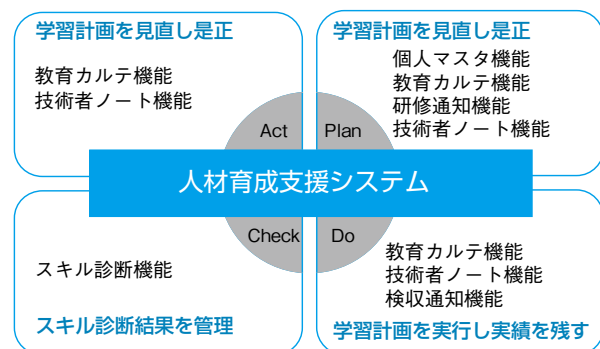 学習計画を見直し是正
教育カルテ機能
技術者ノート機能
学習計画を見直し是正
個人マスタ機能
教育カルテ機能
研修通知機能
技術者ノート機能
Act
Plan
人材育成支援システム
Check
Do
スキル診断機能
スキル診断結果を管理
教育カルテ機能
技術者ノート機能
検収通知機能
学習計画を実行し実績を残す